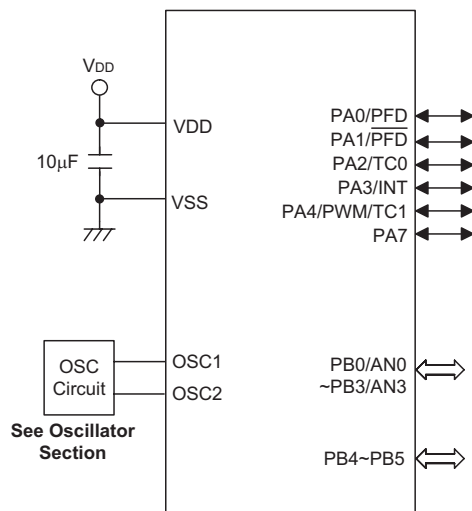 VDD
VDD
10μF
VSS
OSC
Circuit
OSC1
OSC2
See Oscillator
Section
PA0/PFD
PA1/P̅F̅D̅
PA2/TC0
PA3/INT
PA4/PWM/TC1
PA7
PB0/AN0
~PB3/AN3
PB4~PB5